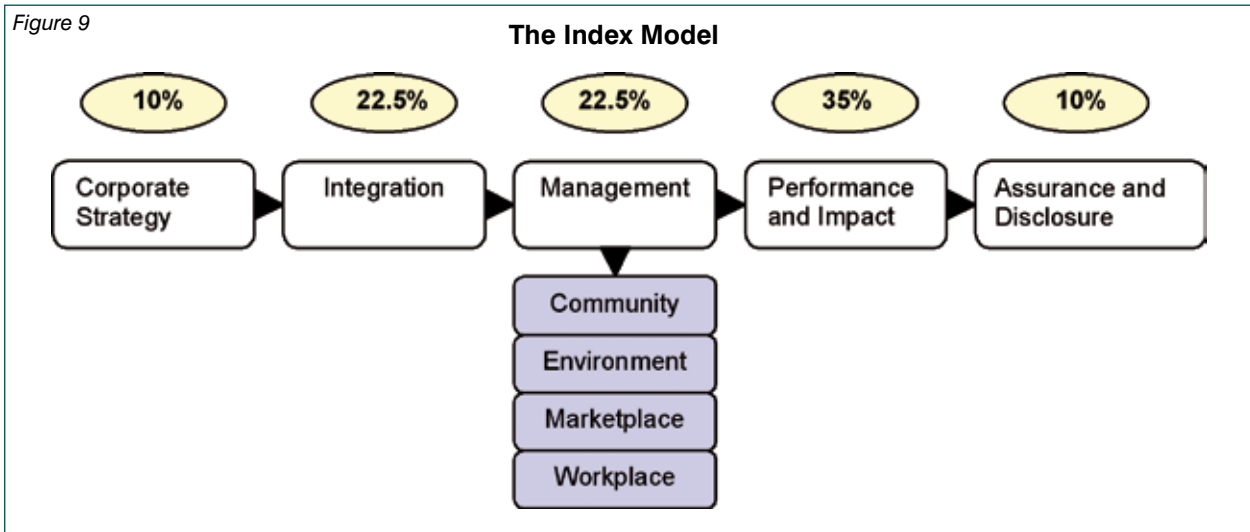 Figure 9
The Index Model
10%
22.5%
22.5%
35%
10%
Corporate
Strategy
Integration
Management
Performance
and Impact
Assurance and
Disclosure
Community
Environment
Marketplace
Workplace